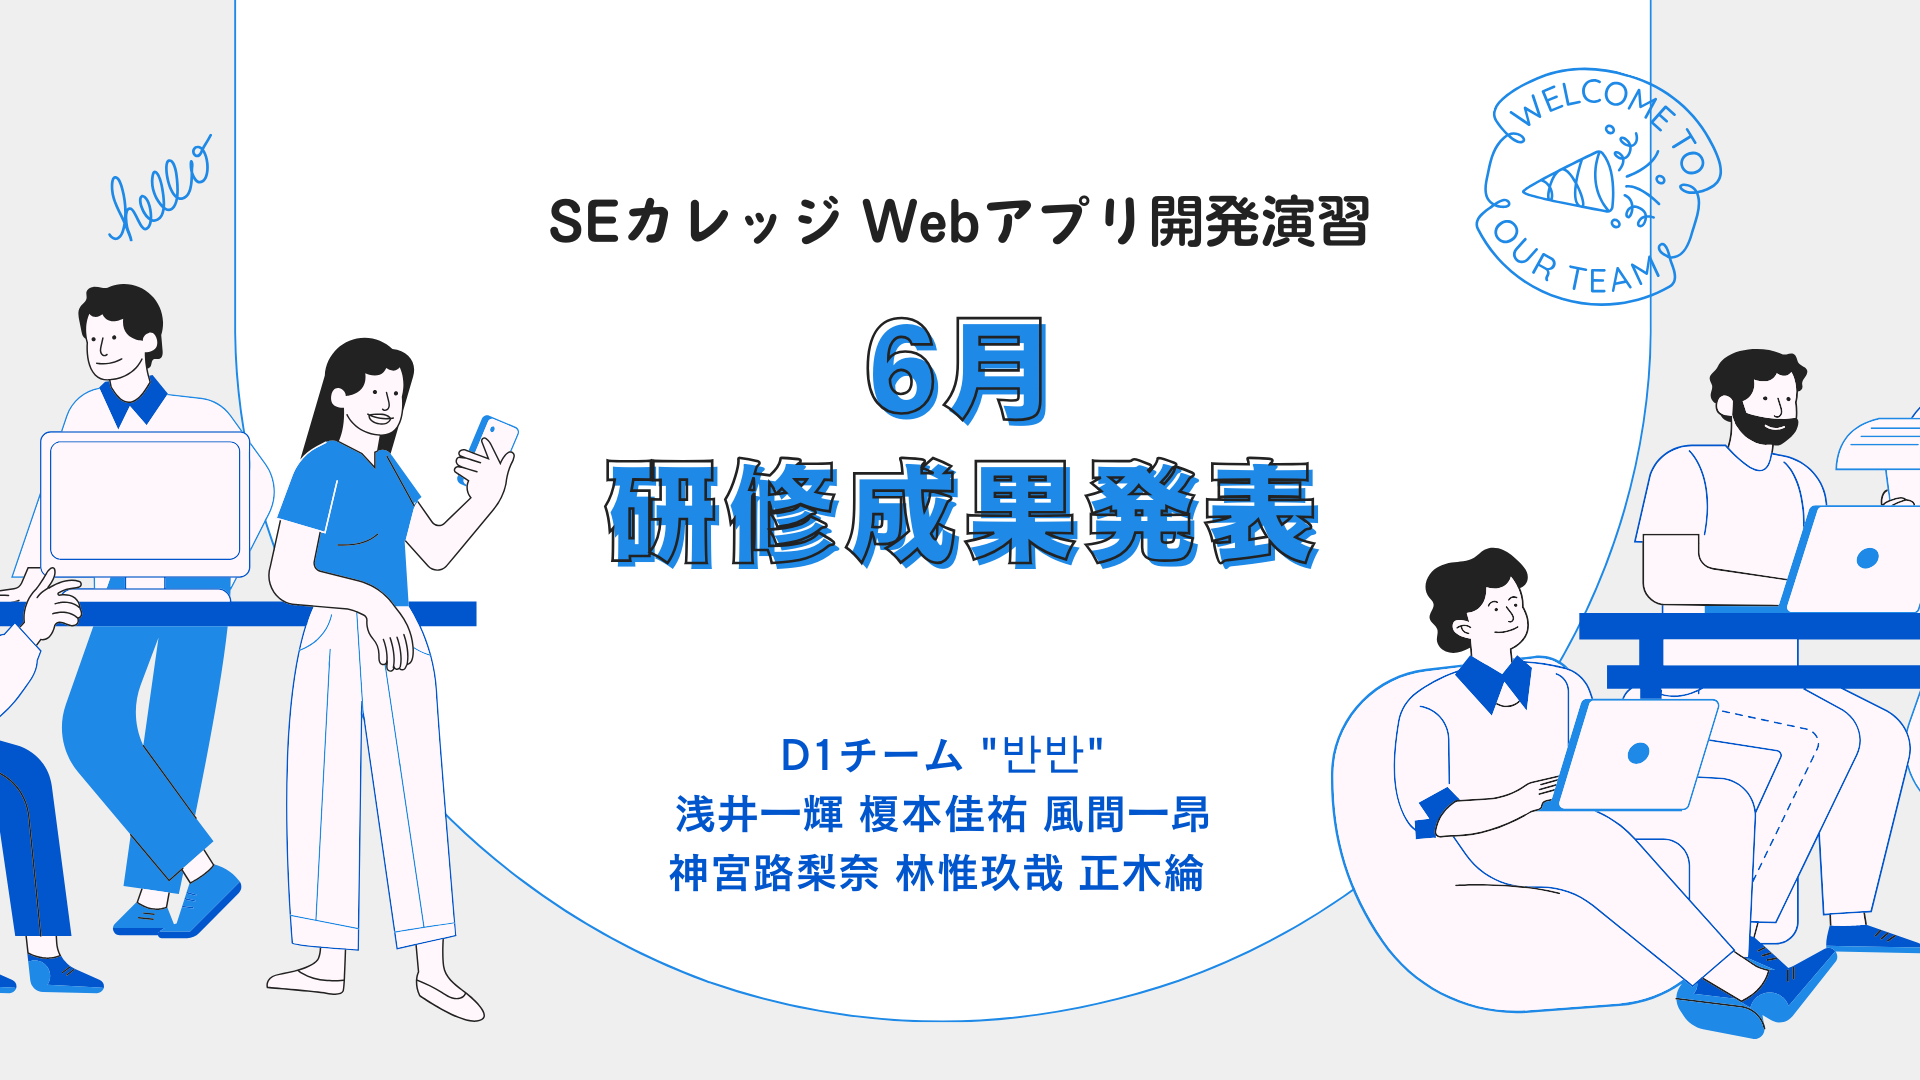 hello
WELCOME TO
OUR TEAM
SEカレッジ Webアプリ開発演習
6月
研修成果発表
D1チーム "반반"
浅井一輝 榎本佳祐 風間一昂
神宮路梨奈 林惟玖哉 正木綸